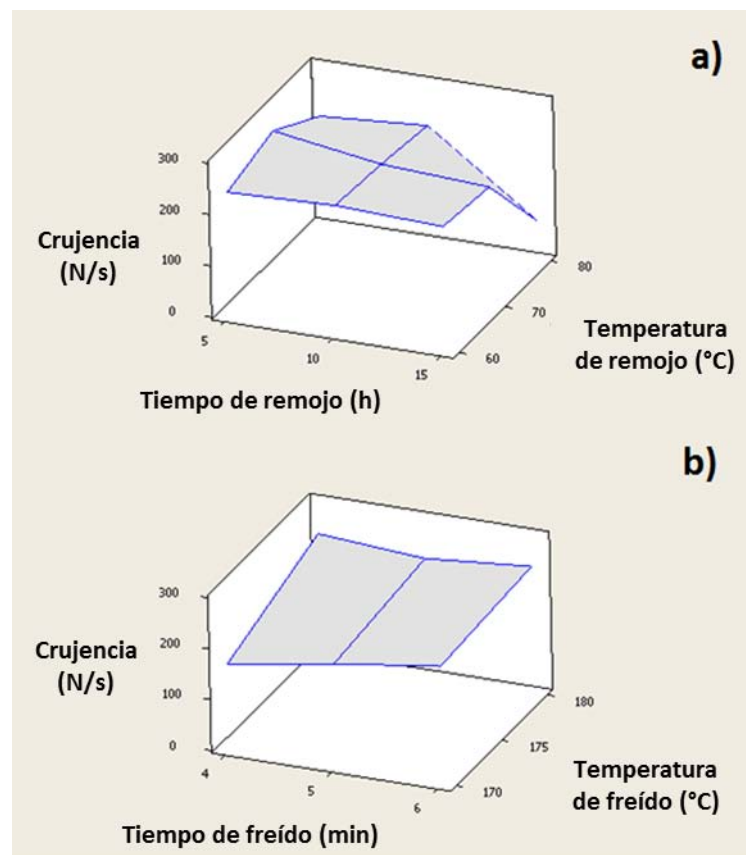 a)
300
200
100
0
Crujencia
(N/s)
5
10
15
60
70
80
Tiempo de remojo (h)
Temperatura
de remojo (°C)
b)
300
200
100
0
Crujencia
(N/s)
4
5
6
170
175
180
Tiempo de freído (min)
Temperatura
de freído (°C)